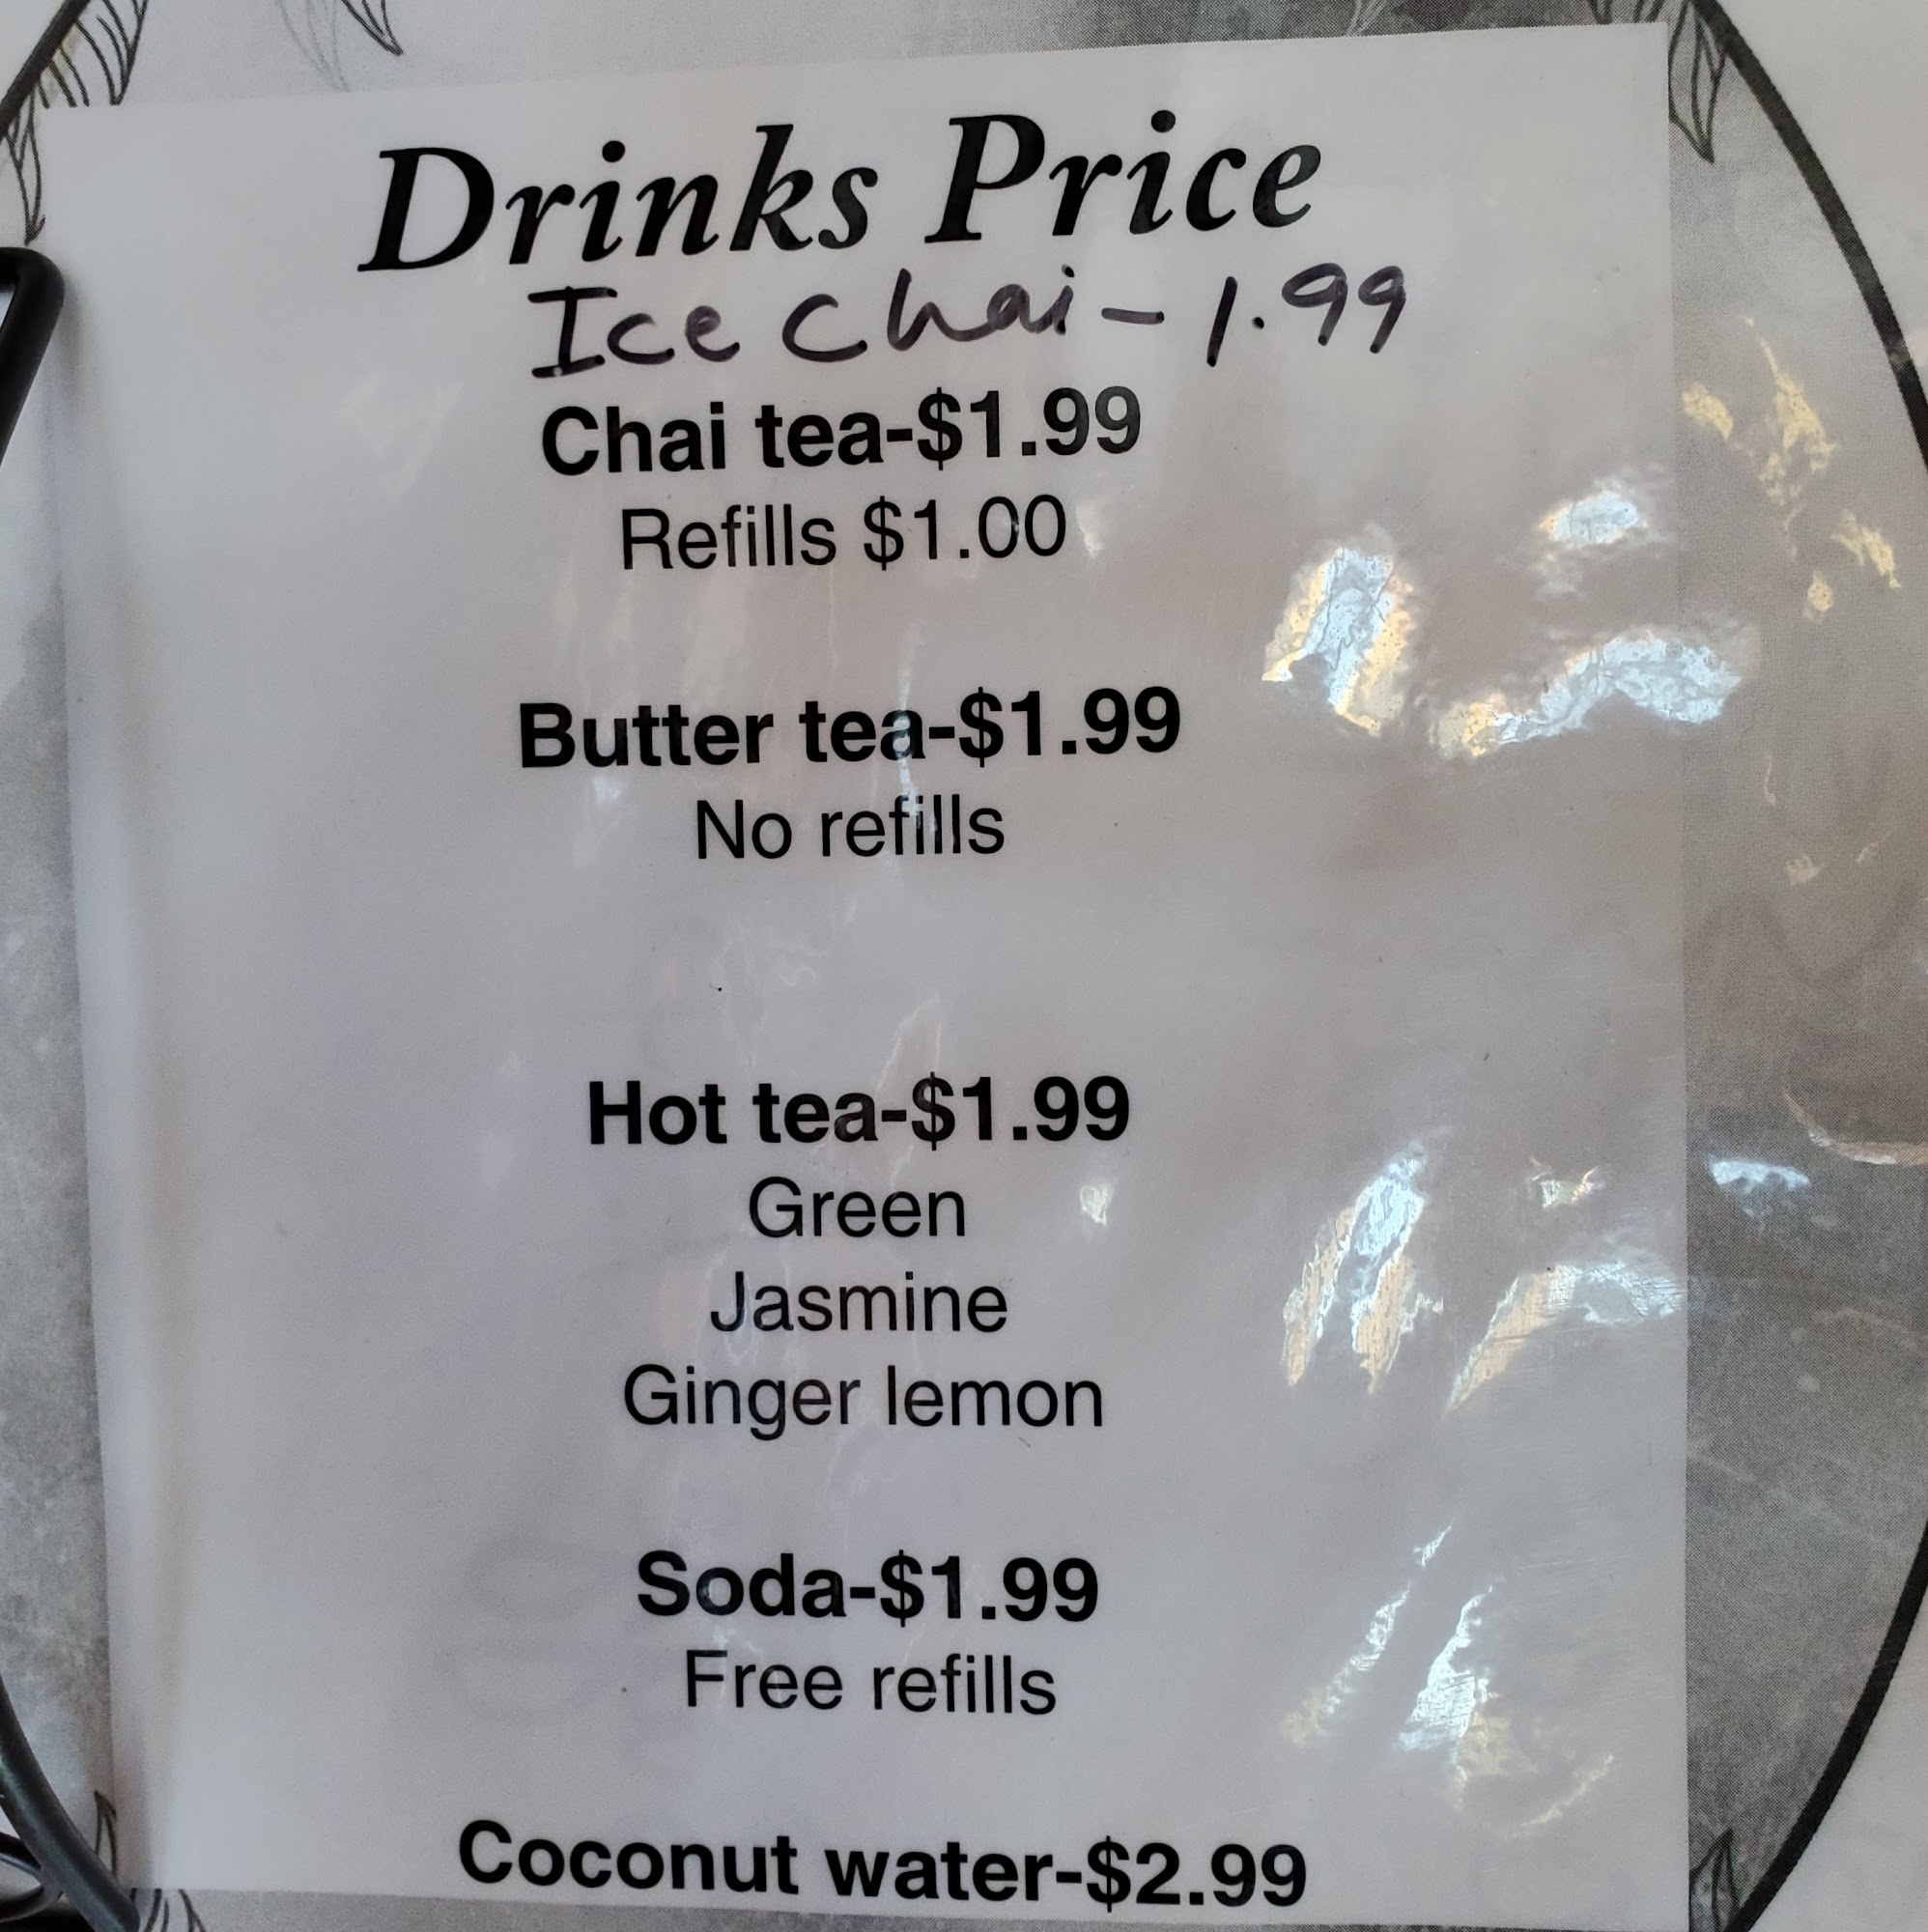 Drinks Price
Ice Chai - 1.99
Chai tea-$1.99
Refills $1.00
Butter tea-$1.99
No refills
Hot tea-$1.99
Green
Jasmine
Ginger lemon
Soda-$1.99
Free refills
Coconut water-$2.99